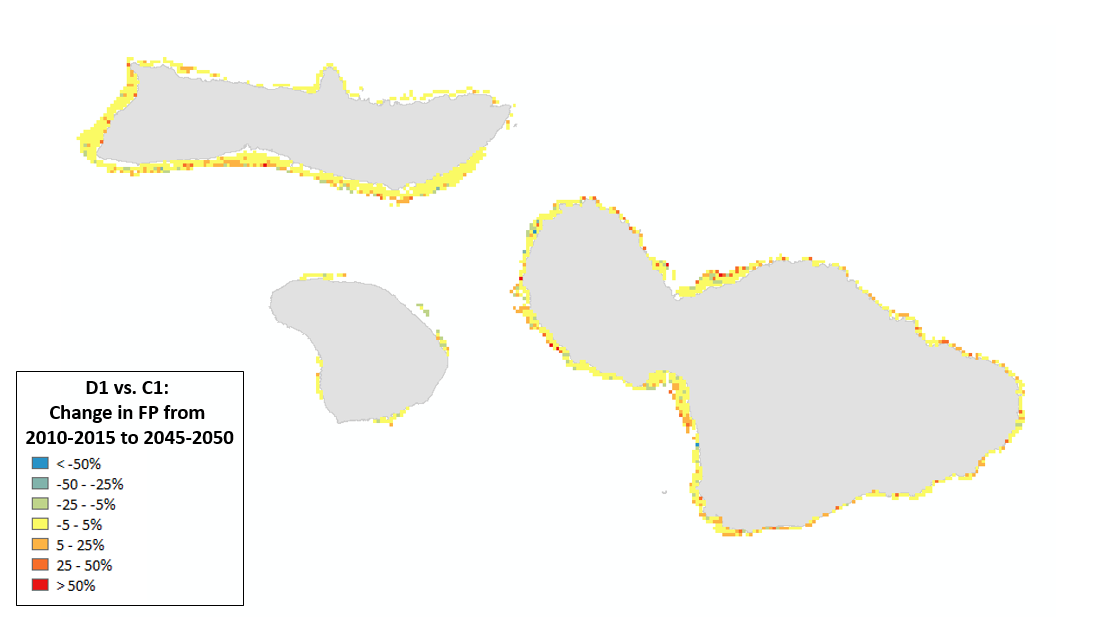 D1 vs. C1:
Change in FP from
2010-2015 to 2045-2050
< -50%
-50 - -25%
-25 - -5%
-5 - 5%
5 - 25%
25 - 50%
> 50%